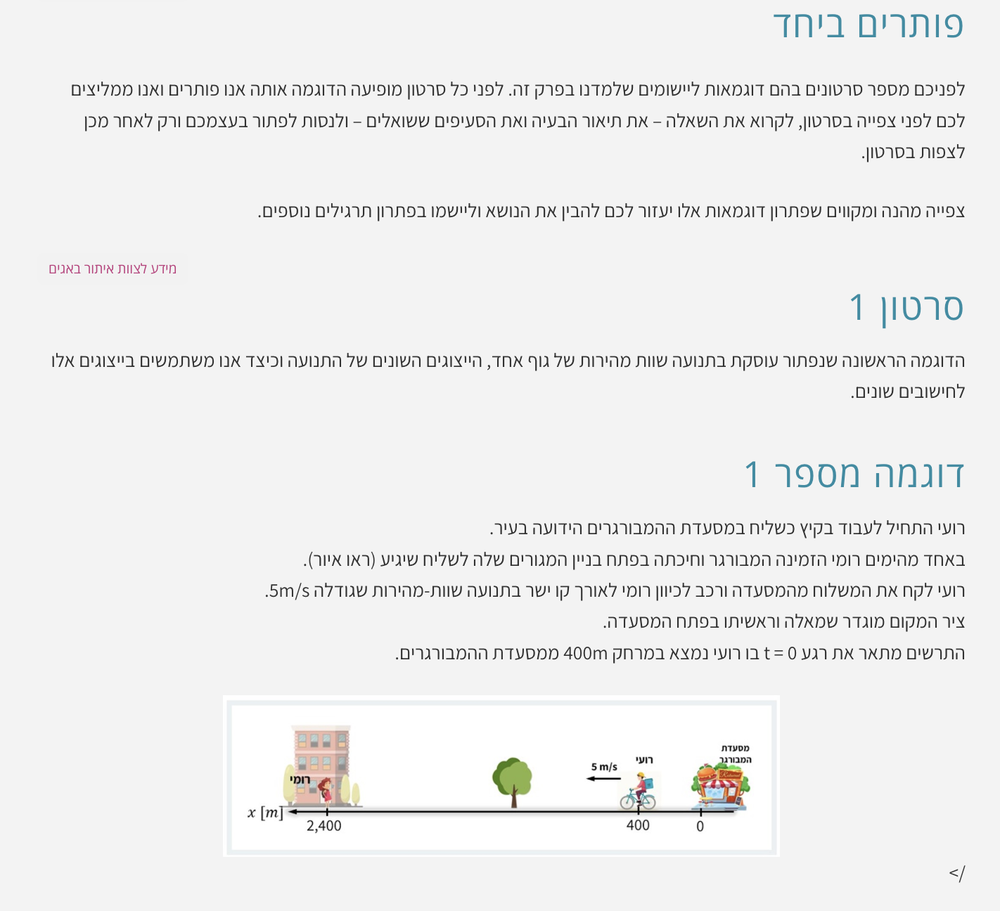 פותרים ביחד
לפניכם מספר סרטונים בהם דוגמאות ליישומים שלמדנו בפרק זה. לפני כל סרטון מופיעה הדוגמה אותה אנו פותרים ואנו ממליצים
לכם לפני צפייה בסרטון, לקרוא את השאלה – את תיאור הבעיה ואת הסעיפים ששואלים – ולנסות לפתור בעצמכם ורק לאחר מכן
לצפות בסרטון.
צפייה מהנה ומקווים שפתרון דוגמאות אלו יעזור לכם להבין את הנושא וליישמו בפתרון תרגילים נוספים.
מידע לצוות איתור באגים
סרטון 1
הדוגמה הראשונה שנפתור עוסקת בתנועה שוות מהירות של גוף אחד, הייצוגים השונים של התנועה וכיצד אנו משתמשים בייצוגים אלו
לחישובים שונים.
דוגמה מספר 1
רועי התחיל לעבוד בקיץ כשליח במסעדת ההמבורגרים הידועה בעיר.
באחד מהימים רומי הזמינה המבורגר וחיכתה בפתח בניין המגורים שלה לשליח שיגיע (ראו איור).
רועי לקח את המשלוח מהמסעדה ורכב לכיוון רומי לאורך קו ישר בתנועה שוות-מהירות שגודלה 5m/s.
ציר המקום מוגדר שמאלה וראשיתו בפתח המסעדה.
התרשים מתאר את רגע t = 0 בו רועי נמצא במרחק 400m ממסעדת ההמבורגרים.
מסעדת
המבורגר
רועי
5 m/s
רומי
x [m]
2,400
400
0
/>